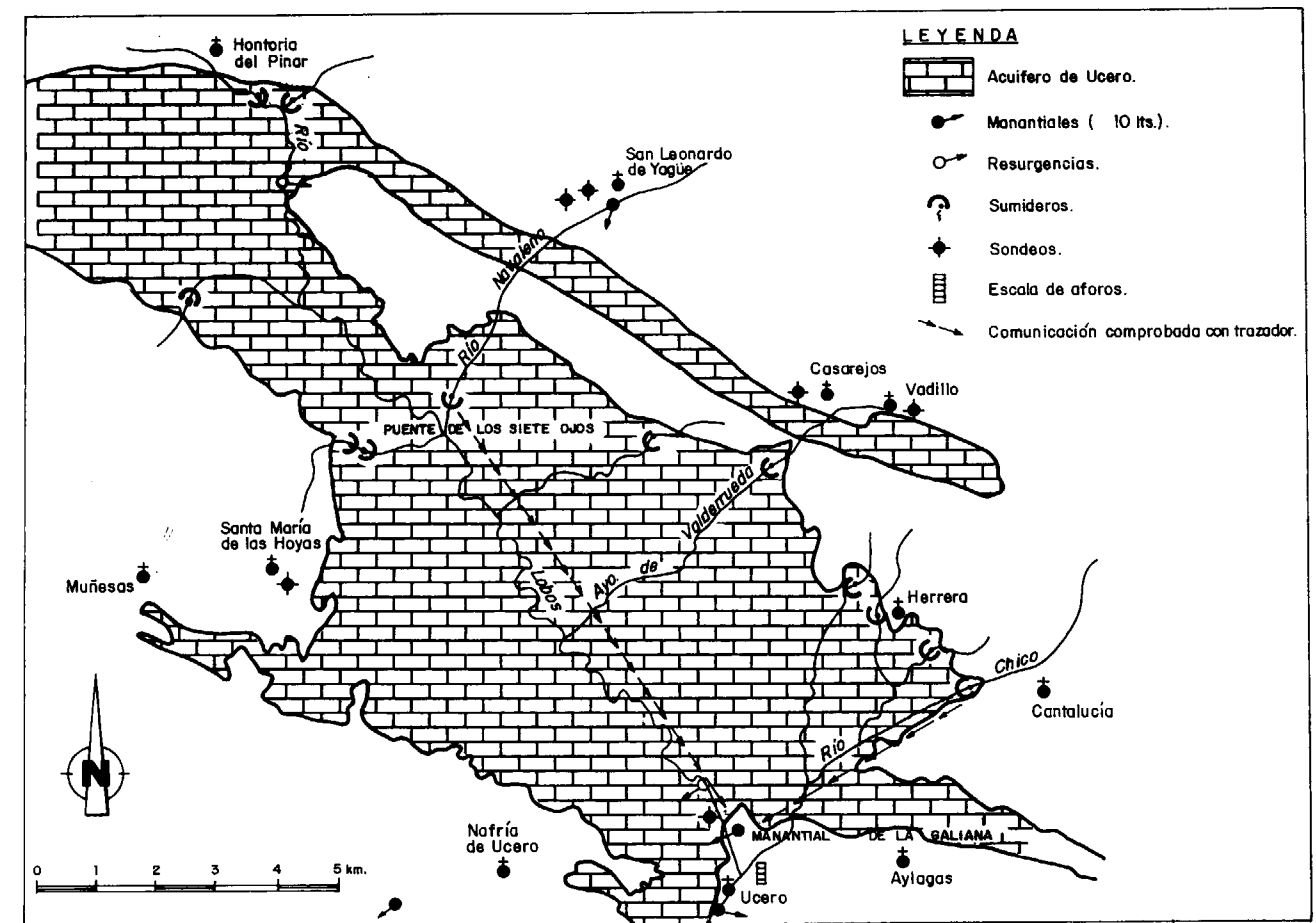 LEYENDA
Acuifero de Ucero.
Manantiales ( 10 lts.).
Resurgencias.
Sumideros.
Sondeos.
Escala de aforos.
Comunicación comprobada con trazador.
Hontoria
del Pinar
Río
San Leonardo
de Yagüe
Navaleno
Río
Casarejos
Vadillo
PUENTE DE LOS SIETE OJOS
Valderrueda
Ayo. de
Santa María
de las Hoyas
Muñesas
Lobos
Herrera
Chico
Cantalucía
Río
N
Nafría
de Ucero
MANANTIAL DE LA GALIANA
Aylagas
Ucero
0 1 2 3 4 5 km.